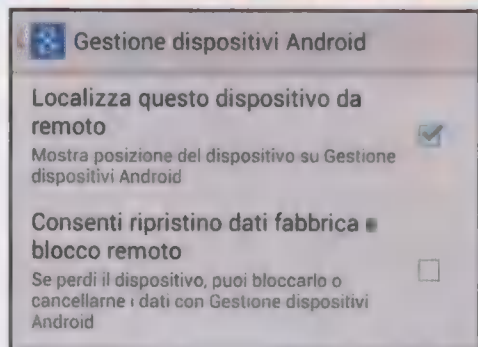 Gestione dispositivi Android
Localizza questo dispositivo da
remoto
Mostra posizione del dispositivo su Gestione
dispositivi Android
Consenti ripristino dati fabbrica e
blocco remoto
Se perdi il dispositivo, puoi bloccarlo o
cancellarne i dati con Gestione dispositivi
Android